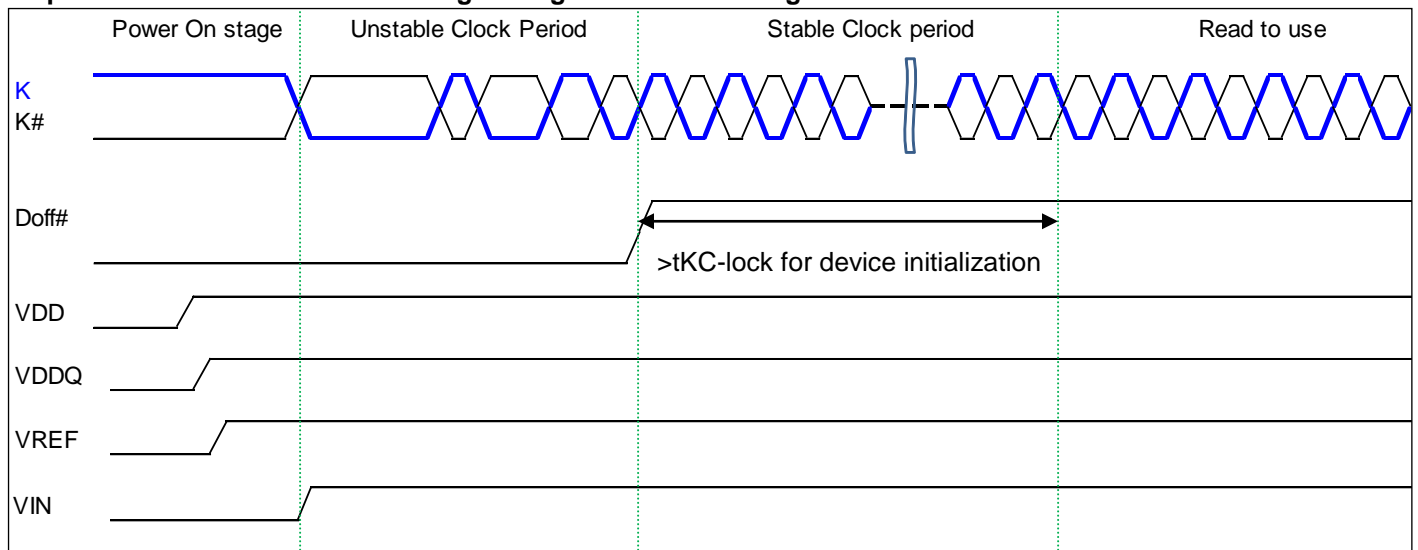 Power On stage
Unstable Clock Period
Stable Clock period
Read to use
K
K#
Doff#
>tKC-lock for device initialization
VDD
VDDQ
VREF
VIN